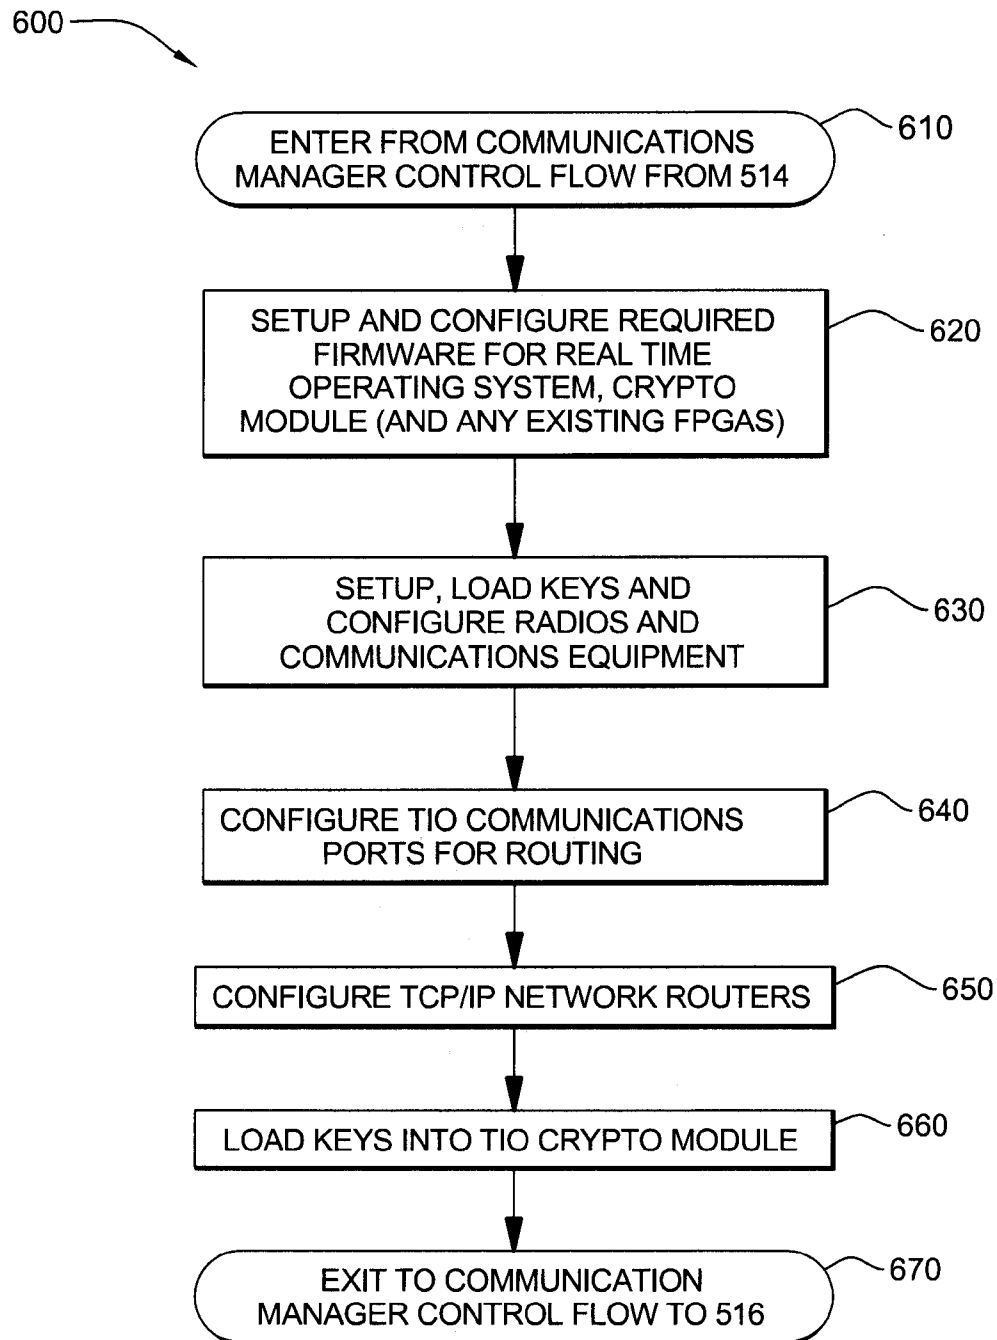 600
ENTER FROM COMMUNICATIONS
MANAGER CONTROL FLOW FROM 514
610
SETUP AND CONFIGURE REQUIRED
FIRMWARE FOR REAL TIME
OPERATING SYSTEM, CRYPTO
MODULE (AND ANY EXISTING FPGAS)
620
SETUP, LOAD KEYS AND
CONFIGURE RADIOS AND
COMMUNICATIONS EQUIPMENT
630
CONFIGURE TIO COMMUNICATIONS
PORTS FOR ROUTING
640
CONFIGURE TCP/IP NETWORK ROUTERS
650
LOAD KEYS INTO TIO CRYPTO MODULE
660
EXIT TO COMMUNICATION
MANAGER CONTROL FLOW TO 516
670